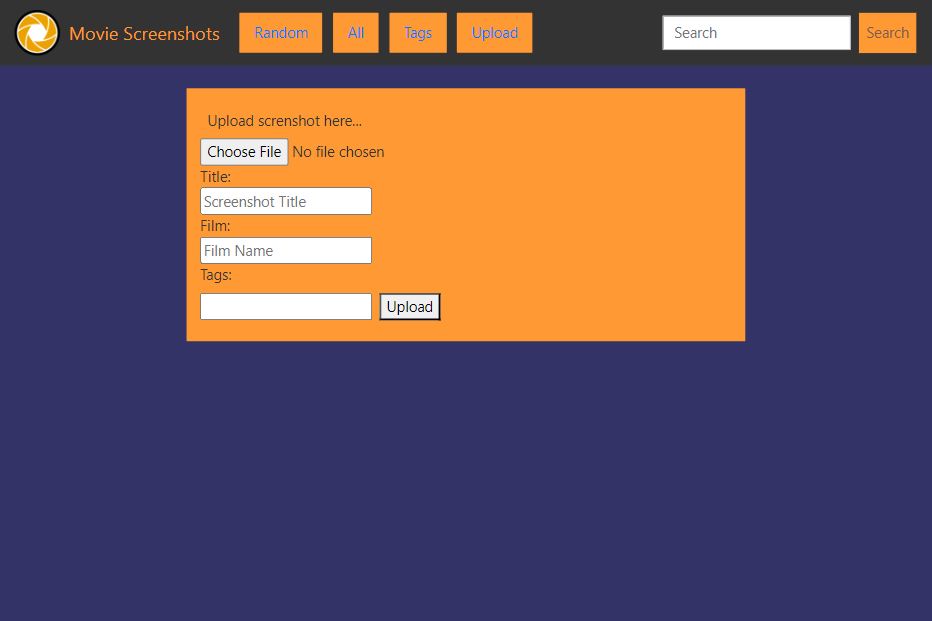 Movie Screenshots Random All Tags Upload Search Search
Upload screnshot here...
Choose File No file chosen
Title:
Screenshot Title
Film:
Film Name
Tags:
Upload